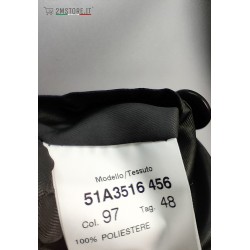 2MSTORE.IT
Modello/Tessuto
51A3516 456
Col. 97 Tag. 48
100% POLIESTERE